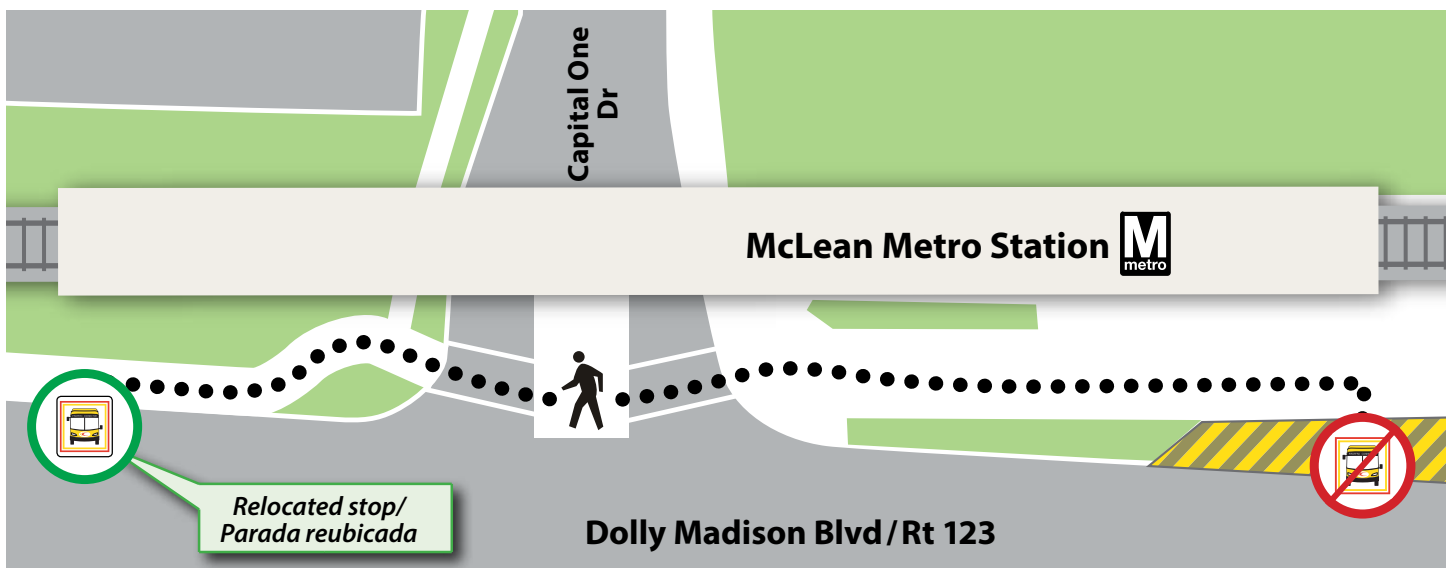 Capital One
Dr
McLean Metro Station
M
metro
Relocated stop/
Parada reubicada
Dolly Madison Blvd/Rt 123